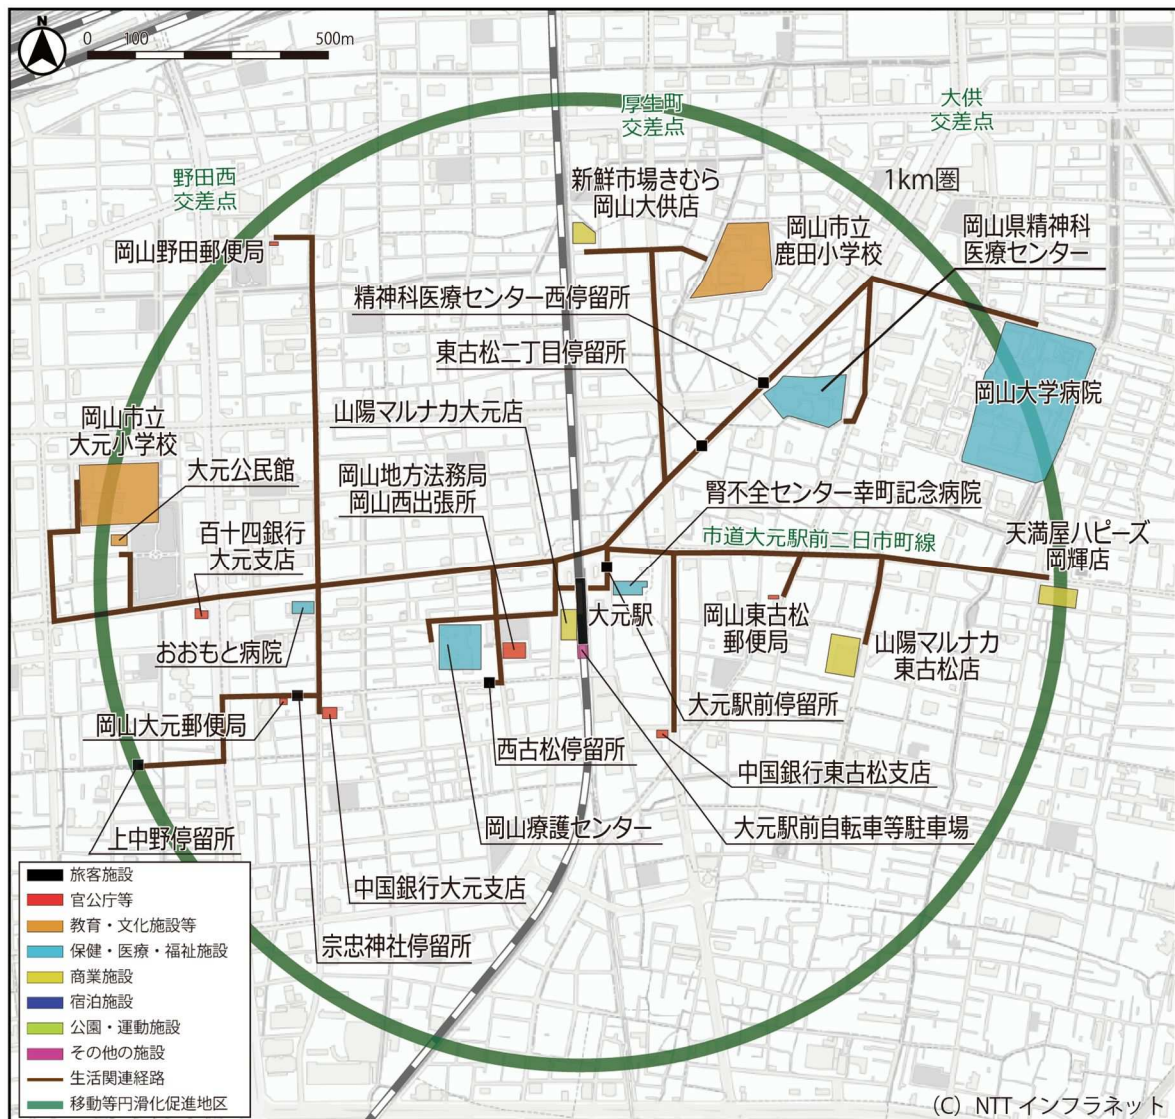 N
0 100 500m
厚生町
交差点
大供
交差点
野田西
交差点
1km圏
新鮮市場きむら
岡山大供店
岡山市立
鹿田小学校
岡山県精神科
医療センター
岡山野田郵便局
精神科医療センター西停留所
東古松二丁目停留所
岡山大学病院
山陽マルナカ大元店
岡山市立
大元小学校
大元公民館
岡山地方法務局
岡山西出張所
腎不全センター幸町記念病院
百十四銀行
大元支店
市道大元駅前二日市町線
天満屋ハピーズ
岡輝店
大元駅
岡山東古松
郵便局
山陽マルナカ
東古松店
おおもと病院
大元駅前停留所
岡山大元郵便局
西古松停留所
中国銀行東古松支店
岡山療護センター
大元駅前自転車等駐車場
上中野停留所
中国銀行大元支店
宗忠神社停留所
旅客施設
官公庁等
教育・文化施設等
保健・医療・福祉施設
商業施設
宿泊施設
公園・運動施設
その他の施設
生活関連経路
移動等円滑化促進地区
(C) NTTインフラネット